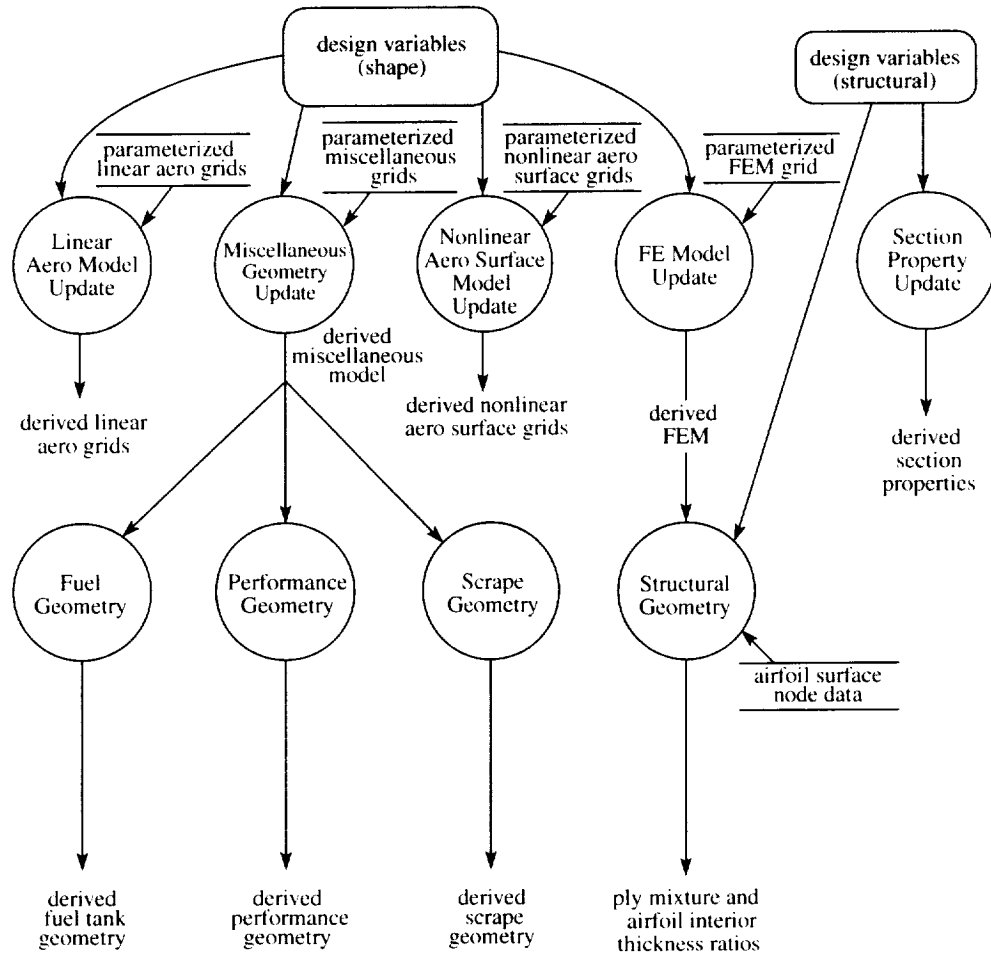 design variables
(shape)
design variables
(structural)
parameterized
linear aero grids
parameterized
miscellaneous
grids
parameterized
nonlinear aero
surface grids
parameterized
FEM grid
Linear
Aero Model
Update
Miscellaneous
Geometry
Update
Nonlinear
Aero Surface
Model
Update
FE Model
Update
Section
Property
Update
derived
miscellaneous
model
derived linear
aero grids
derived nonlinear
aero surface grids
derived
FEM
derived
section
properties
Fuel
Geometry
Performance
Geometry
Scrape
Geometry
Structural
Geometry
airfoil surface
node data
derived
fuel tank
geometry
derived
performance
geometry
derived
scrape
geometry
ply mixture and
airfoil interior
thickness ratios